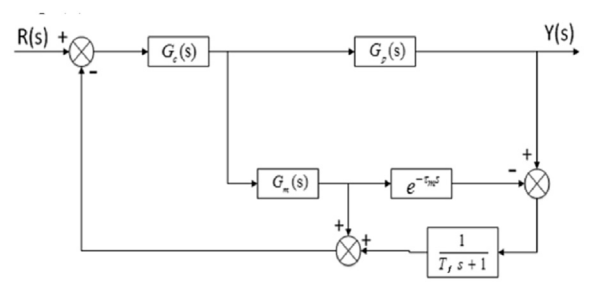 R(s) + Y(s)
G_c(s) G_p(s)
-
+
-
G_m(s) e^{-τ_m s}
+ +
1
T_f s + 1